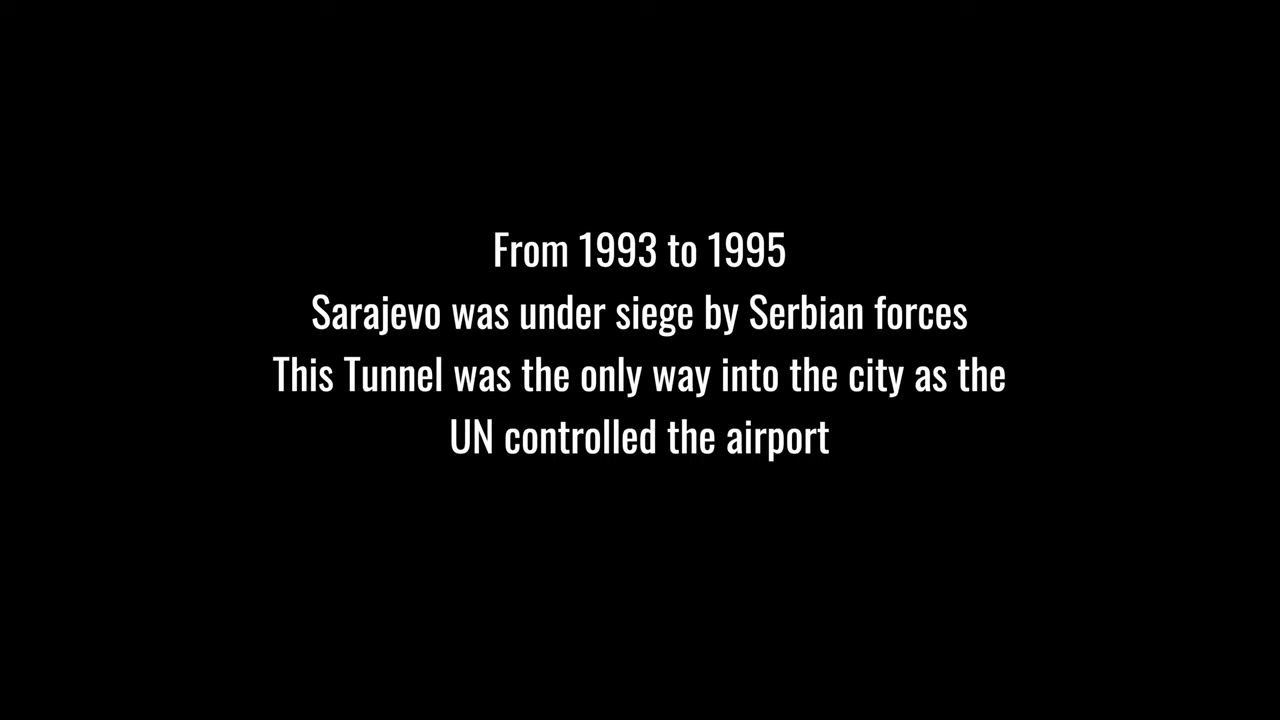 From 1993 to 1995
Sarajevo was under siege by Serbian forces
This Tunnel was the only way into the city as the
UN controlled the airport